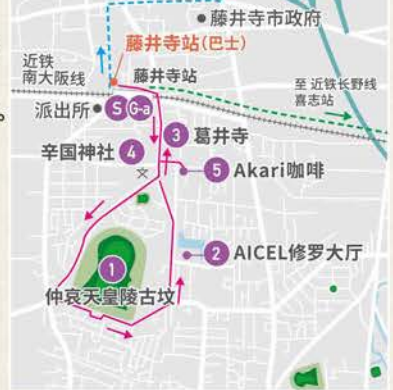 藤井寺市政府
藤井寺站(巴士)
近铁
南大阪线
藤井寺站
至 近铁长野线
喜志站
派出所
S G-a
3 葛井寺
辛国神社 4
文
5 Akari咖啡
2 AICEL修罗大厅
1
仲哀天皇陵古坟